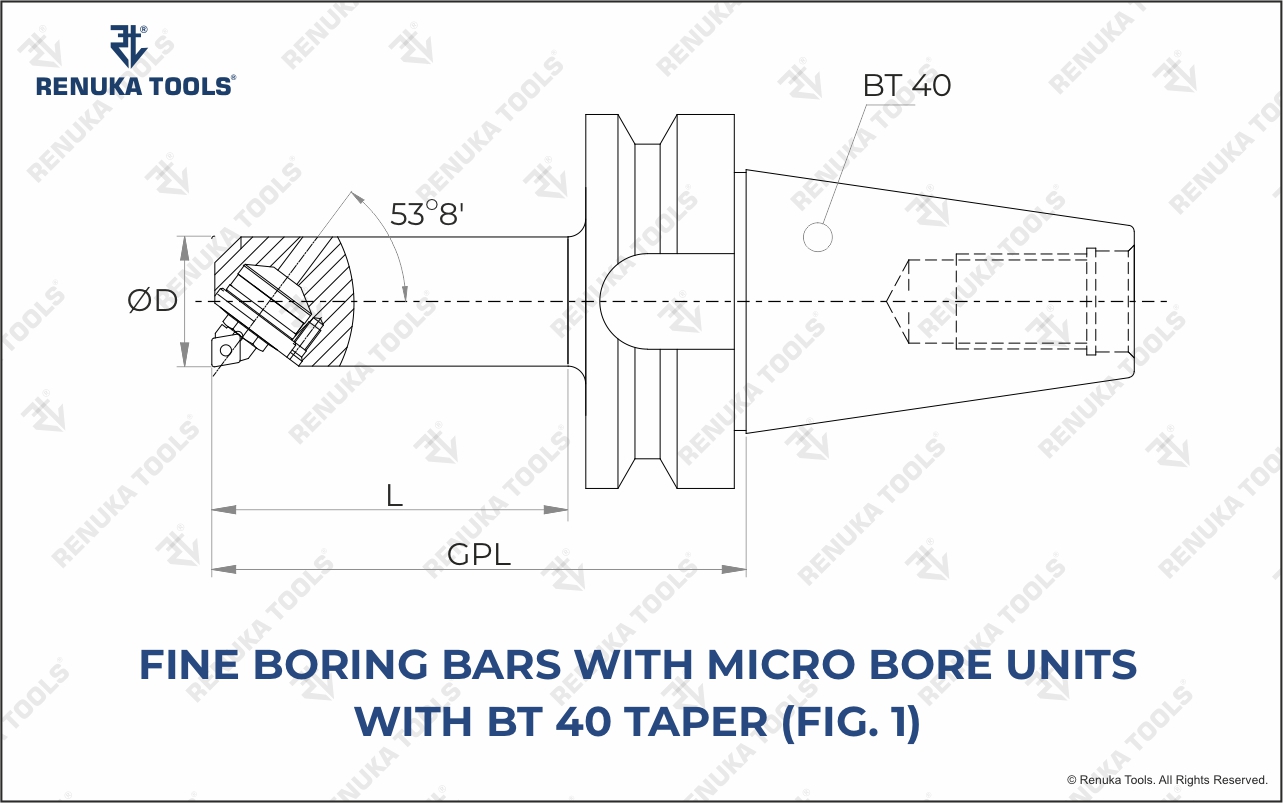 RENUKA TOOLS®
BT 40
53°8'
ØD
L
GPL
FINE BORING BARS WITH MICRO BORE UNITS
WITH BT 40 TAPER (FIG. 1)
© Renuka Tools. All Rights Reserved.